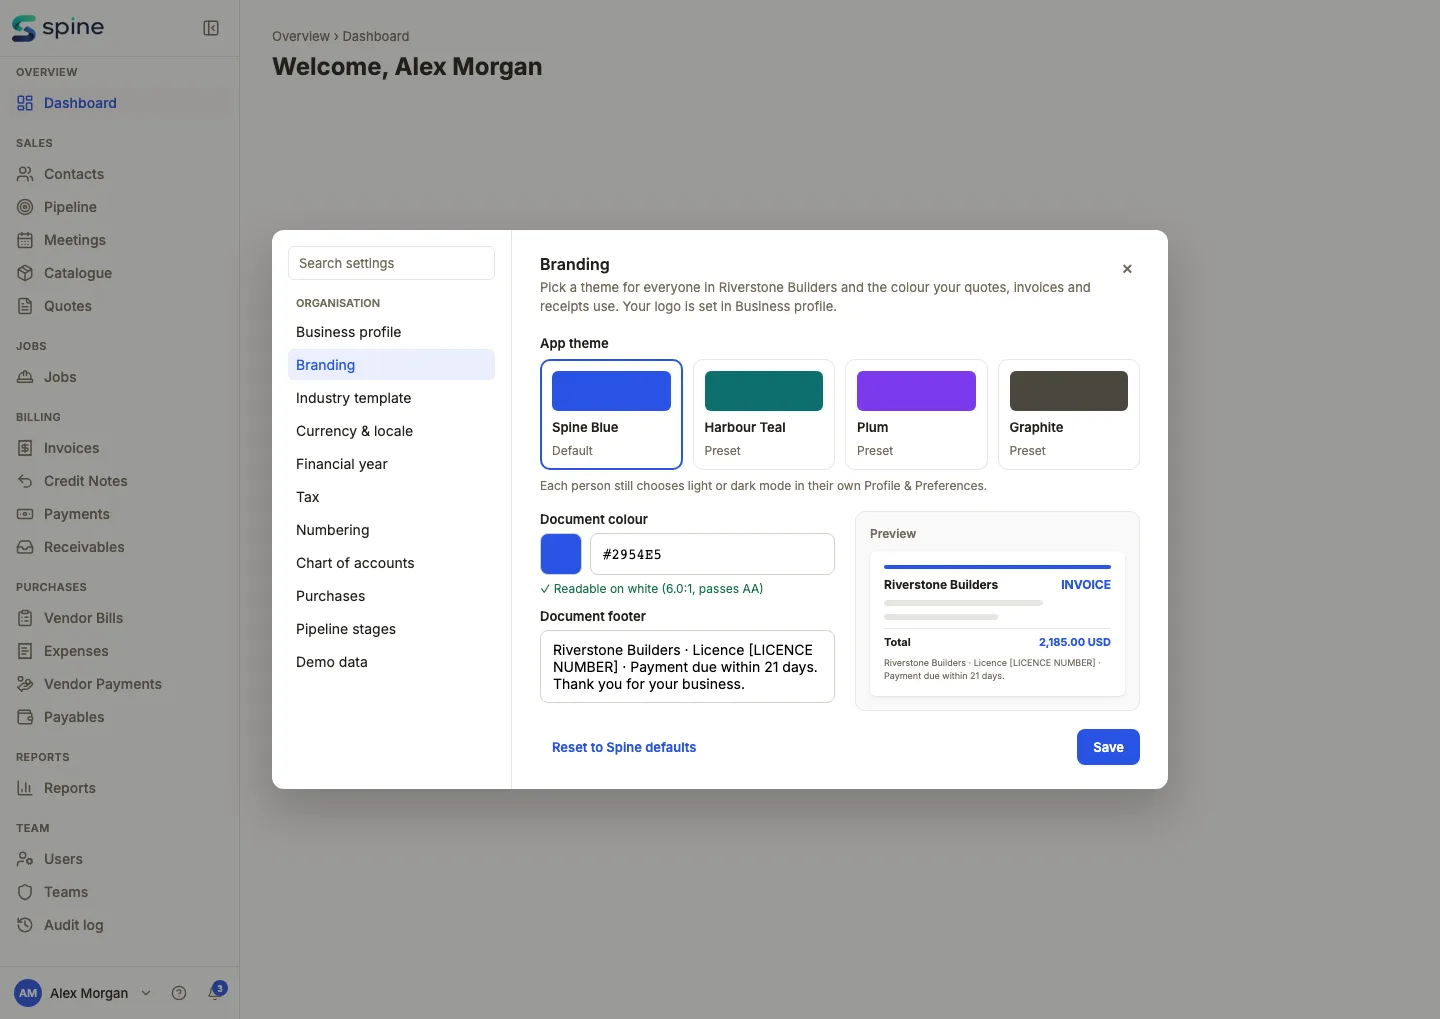 spine
OVERVIEW
Dashboard
SALES
Contacts
Pipeline
Meetings
Catalogue
Quotes
JOBS
Jobs
BILLING
Invoices
Credit Notes
Payments
Receivables
PURCHASES
Vendor Bills
Expenses
Vendor Payments
Payables
REPORTS
Reports
TEAM
Users
Teams
Audit log
AM Alex Morgan
3
Overview › Dashboard
Welcome, Alex Morgan
Search settings
ORGANISATION
Business profile
Branding
Industry template
Currency & locale
Financial year
Tax
Numbering
Chart of accounts
Purchases
Pipeline stages
Demo data
Branding
Pick a theme for everyone in Riverstone Builders and the colour your quotes, invoices and
receipts use. Your logo is set in Business profile.
App theme
Spine Blue
Default
Harbour Teal
Preset
Plum
Preset
Graphite
Preset
Each person still chooses light or dark mode in their own Profile & Preferences.
Document colour
#2954E5
✓ Readable on white (6.0:1, passes AA)
Document footer
Riverstone Builders · Licence [LICENCE
NUMBER] · Payment due within 21 days.
Thank you for your business.
Preview
Riverstone Builders INVOICE
Total 2,185.00 USD
Riverstone Builders · Licence [LICENCE NUMBER] ·
Payment due within 21 days.
Reset to Spine defaults
Save